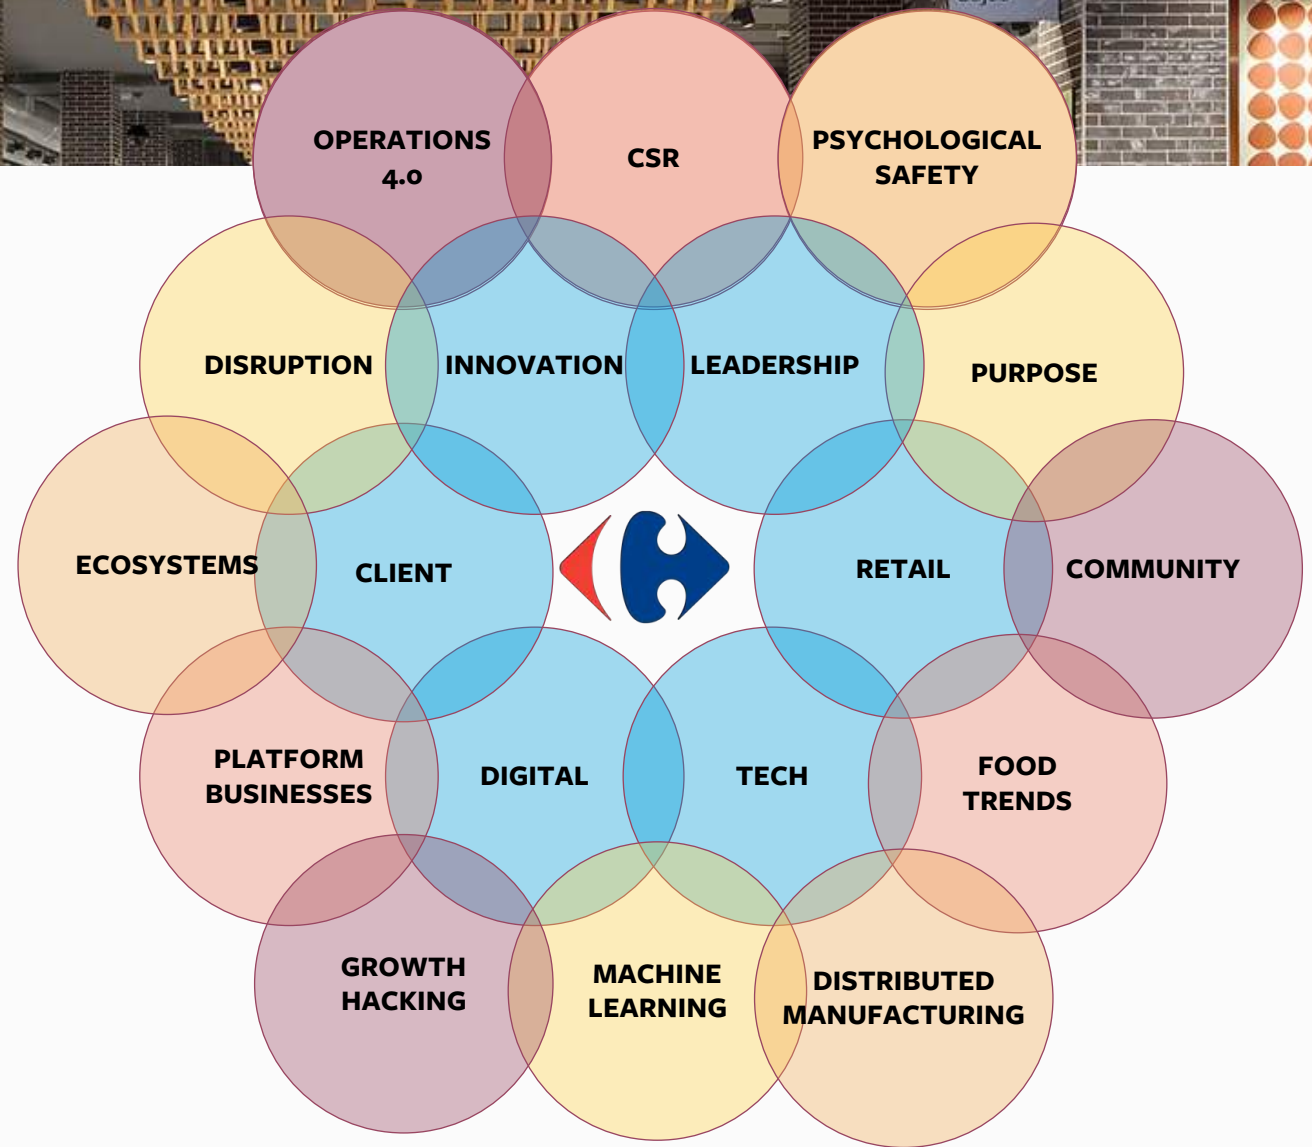 OPERATIONS
4.0
CSR
PSYCHOLOGICAL
SAFETY
DISRUPTION
INNOVATION
LEADERSHIP
PURPOSE
ECOSYSTEMS
CLIENT
RETAIL
COMMUNITY
PLATFORM
BUSINESSES
DIGITAL
TECH
FOOD
TRENDS
GROWTH
HACKING
MACHINE
LEARNING
DISTRIBUTED
MANUFACTURING